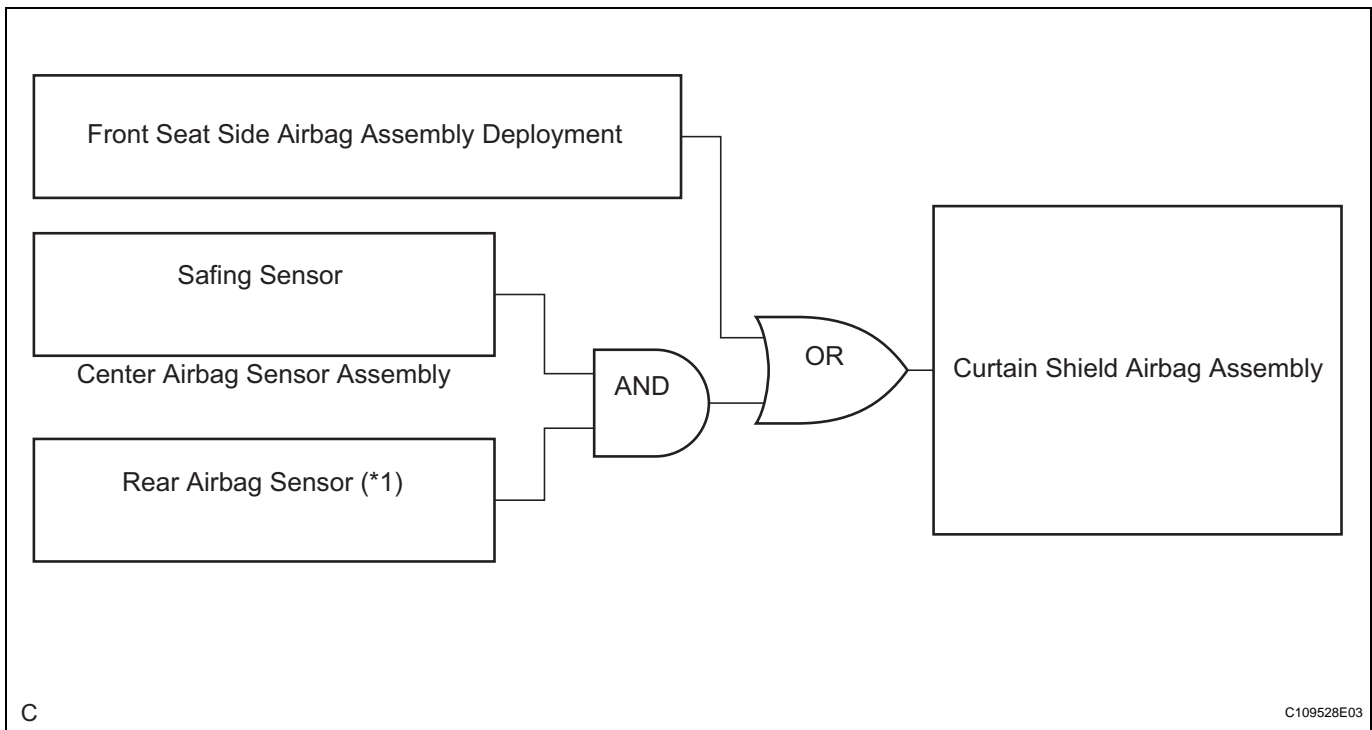 Front Seat Side Airbag Assembly Deployment
Safing Sensor
Center Airbag Sensor Assembly
Rear Airbag Sensor (*1)
AND
OR
Curtain Shield Airbag Assembly
C
C109528E03